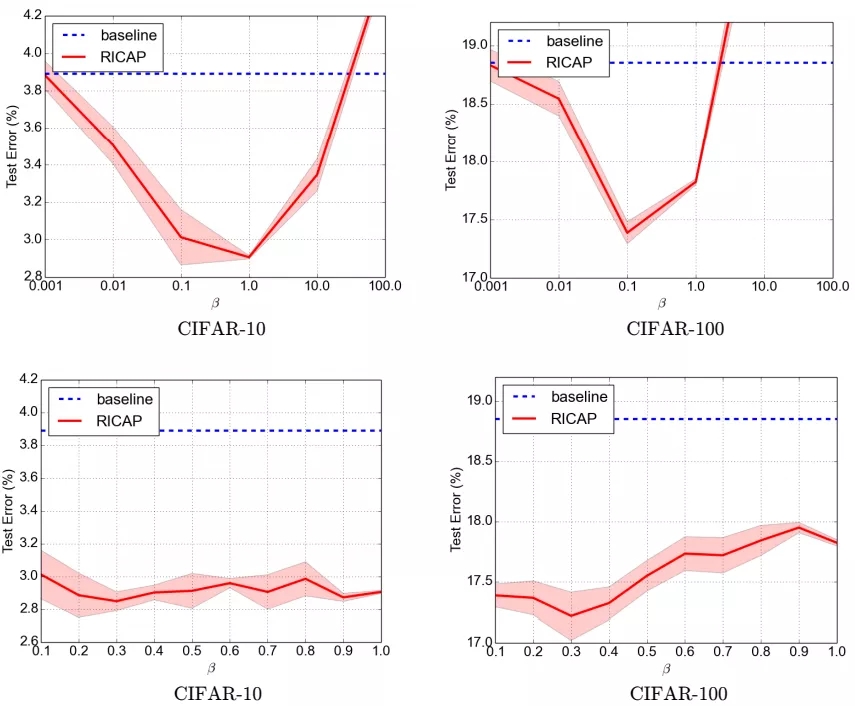 4.2
4.0
3.8
3.6
3.4
3.2
3.0
2.8
Test Error (%)
baseline
RICAP
0.001 0.01 0.1 1.0 10.0 100.0
β
CIFAR-10
19.0
18.5
18.0
17.5
17.0
Test Error (%)
baseline
RICAP
0.001 0.01 0.1 1.0 10.0 100.0
β
CIFAR-100
4.2
4.0
3.8
3.6
3.4
3.2
3.0
2.8
2.6
Test Error (%)
baseline
RICAP
0.1 0.2 0.3 0.4 0.5 0.6 0.7 0.8 0.9 1.0
β
CIFAR-10
19.0
18.5
18.0
17.5
17.0
Test Error (%)
baseline
RICAP
0.1 0.2 0.3 0.4 0.5 0.6 0.7 0.8 0.9 1.0
β
CIFAR-100